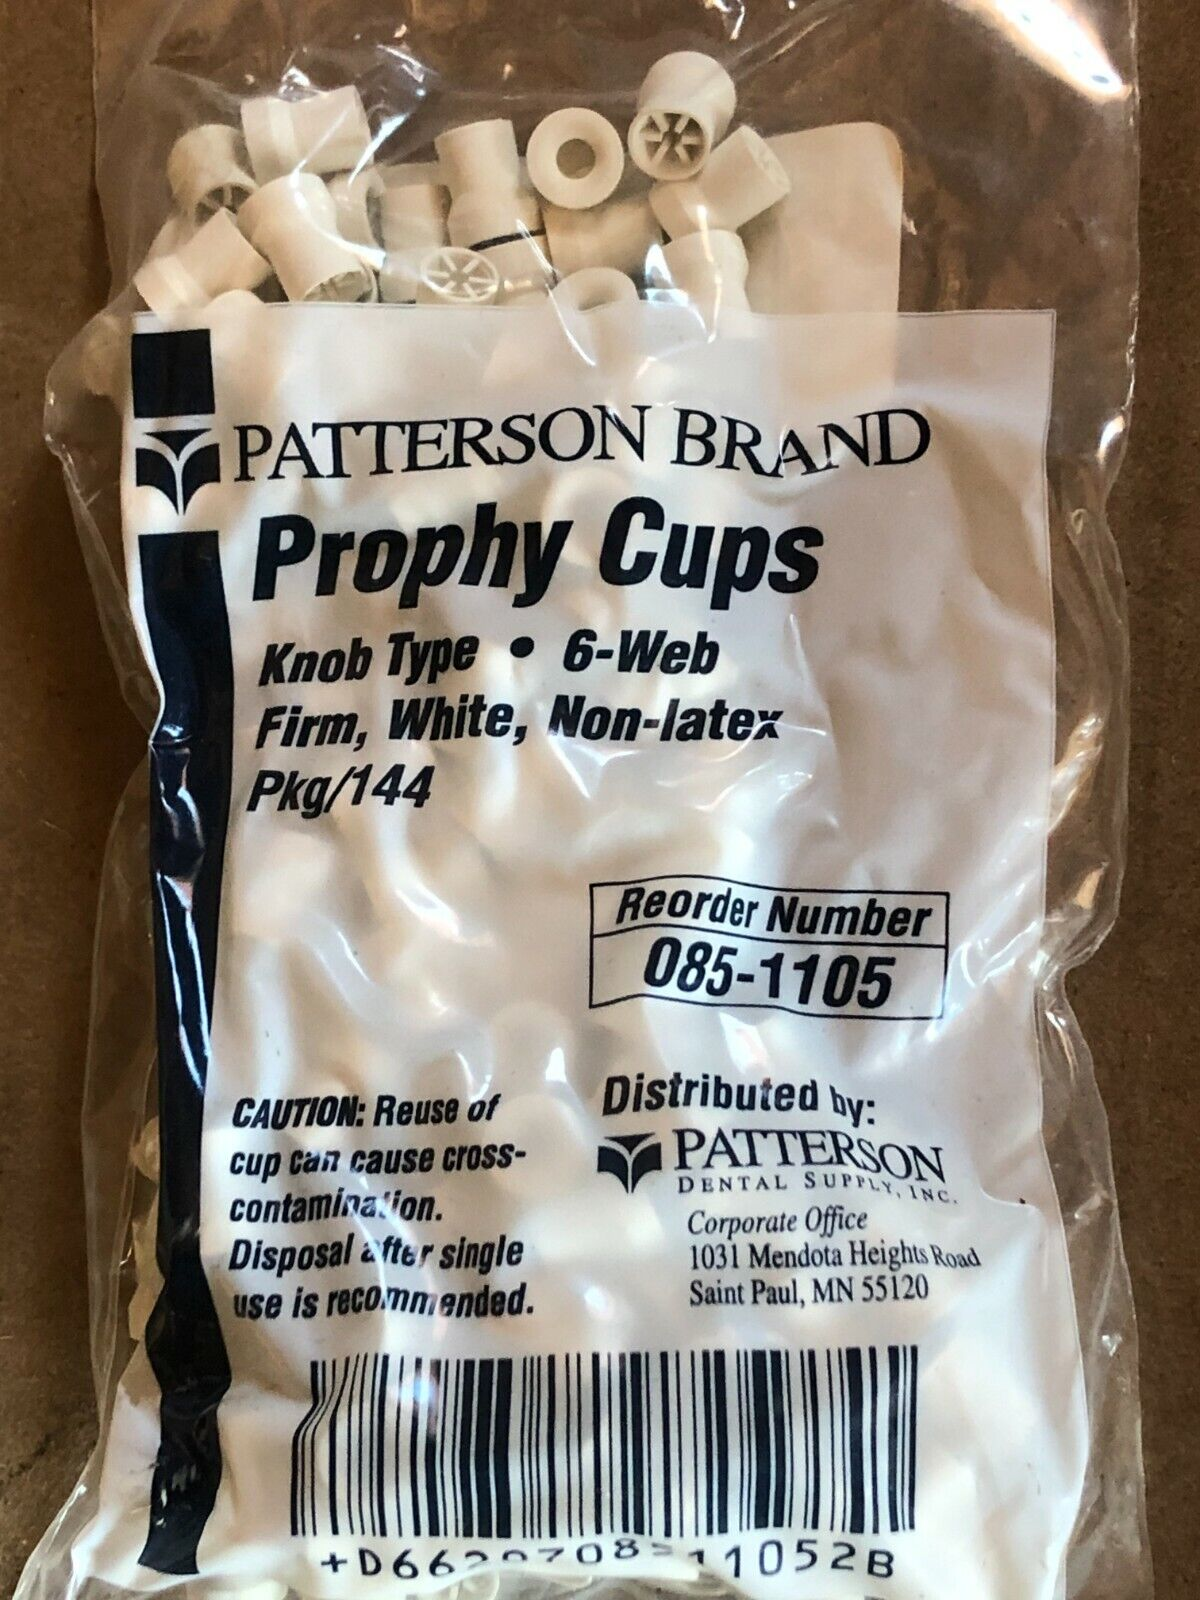 PATTERSON BRAND
Prophy Cups
Knob Type • 6-Web
Firm, White, Non-latex
Pkg/144
Reorder Number
085-1105
CAUTION: Reuse of
cup can cause cross-
contamination.
Disposal after single
use is recommended.
Distributed by:
PATTERSON
DENTAL SUPPLY, INC.
Corporate Office
1031 Mendota Heights Road
Saint Paul, MN 55120